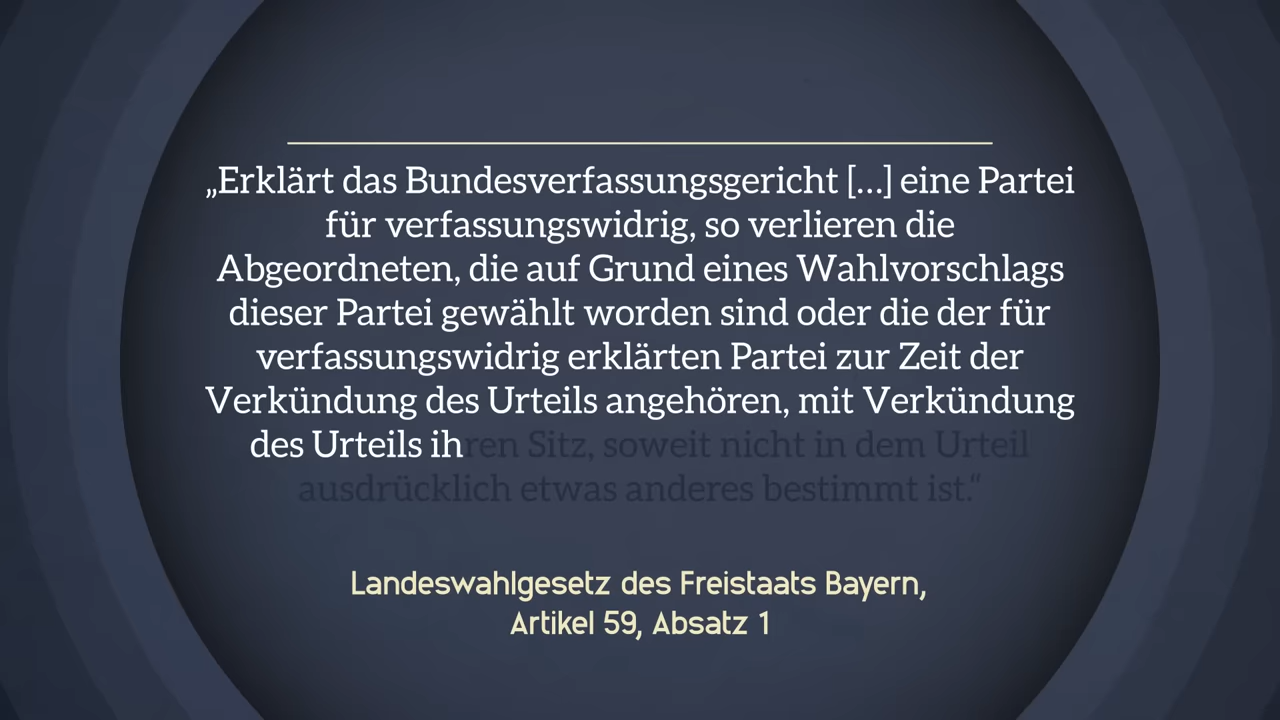 „Erklärt das Bundesverfassungsgericht [...] eine Partei
für verfassungswidrig, so verlieren die
Abgeordneten, die auf Grund eines Wahlvorschlags
dieser Partei gewählt worden sind oder die der für
verfassungswidrig erklärten Partei zur Zeit der
Verkündung des Urteils angehören, mit Verkündung
des Urteils ihren Sitz, soweit nicht in dem Urteil
ausdrücklich etwas anderes bestimmt ist.“
Landeswahlgesetz des Freistaats Bayern,
Artikel 59, Absatz 1